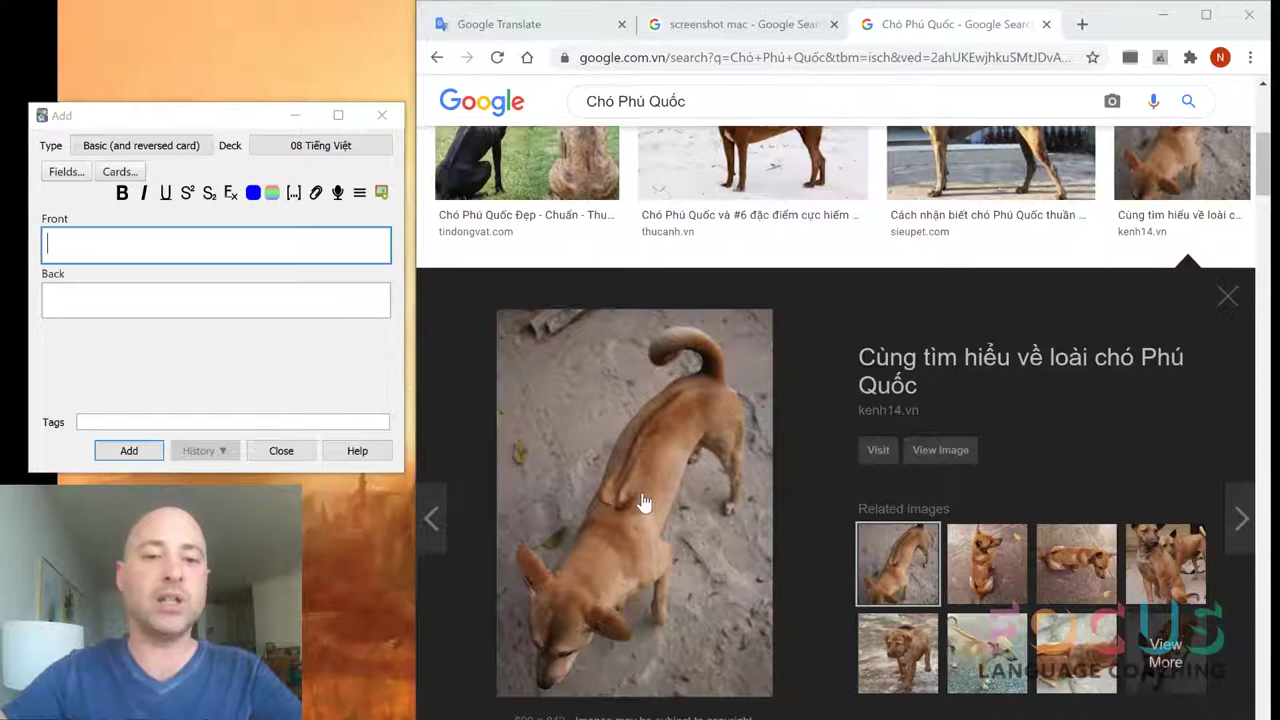 Google Translate
screenshot mac - Google Sear
Chó Phú Quốc - Google Searc
google.com.vn/search?q=Chó+Phú+Quốc&tbm=isch&ved=2ahUKEwjhkuSMtJDvA...
N
Google
Chó Phú Quốc
Add
Type
Basic (and reversed card)
Deck
08 Tiếng Việt
Fields...
Cards...
B I U S² S₂ Eₓ [...]
Front
Back
Tags
Add
History ▼
Close
Help
Chó Phú Quốc Đẹp - Chuẩn - Thu...
tindongvat.com
Chó Phú Quốc và #6 đặc điểm cực hiếm ...
thucanh.vn
Cách nhận biết chó Phú Quốc thuần ...
sieupet.com
Cùng tìm hiểu về loài c...
kenh14.vn
Cùng tìm hiểu về loài chó Phú
Quốc
kenh14.vn
Visit
View Image
Related images
View
More
FOCUS
LANGUAGE COACHING